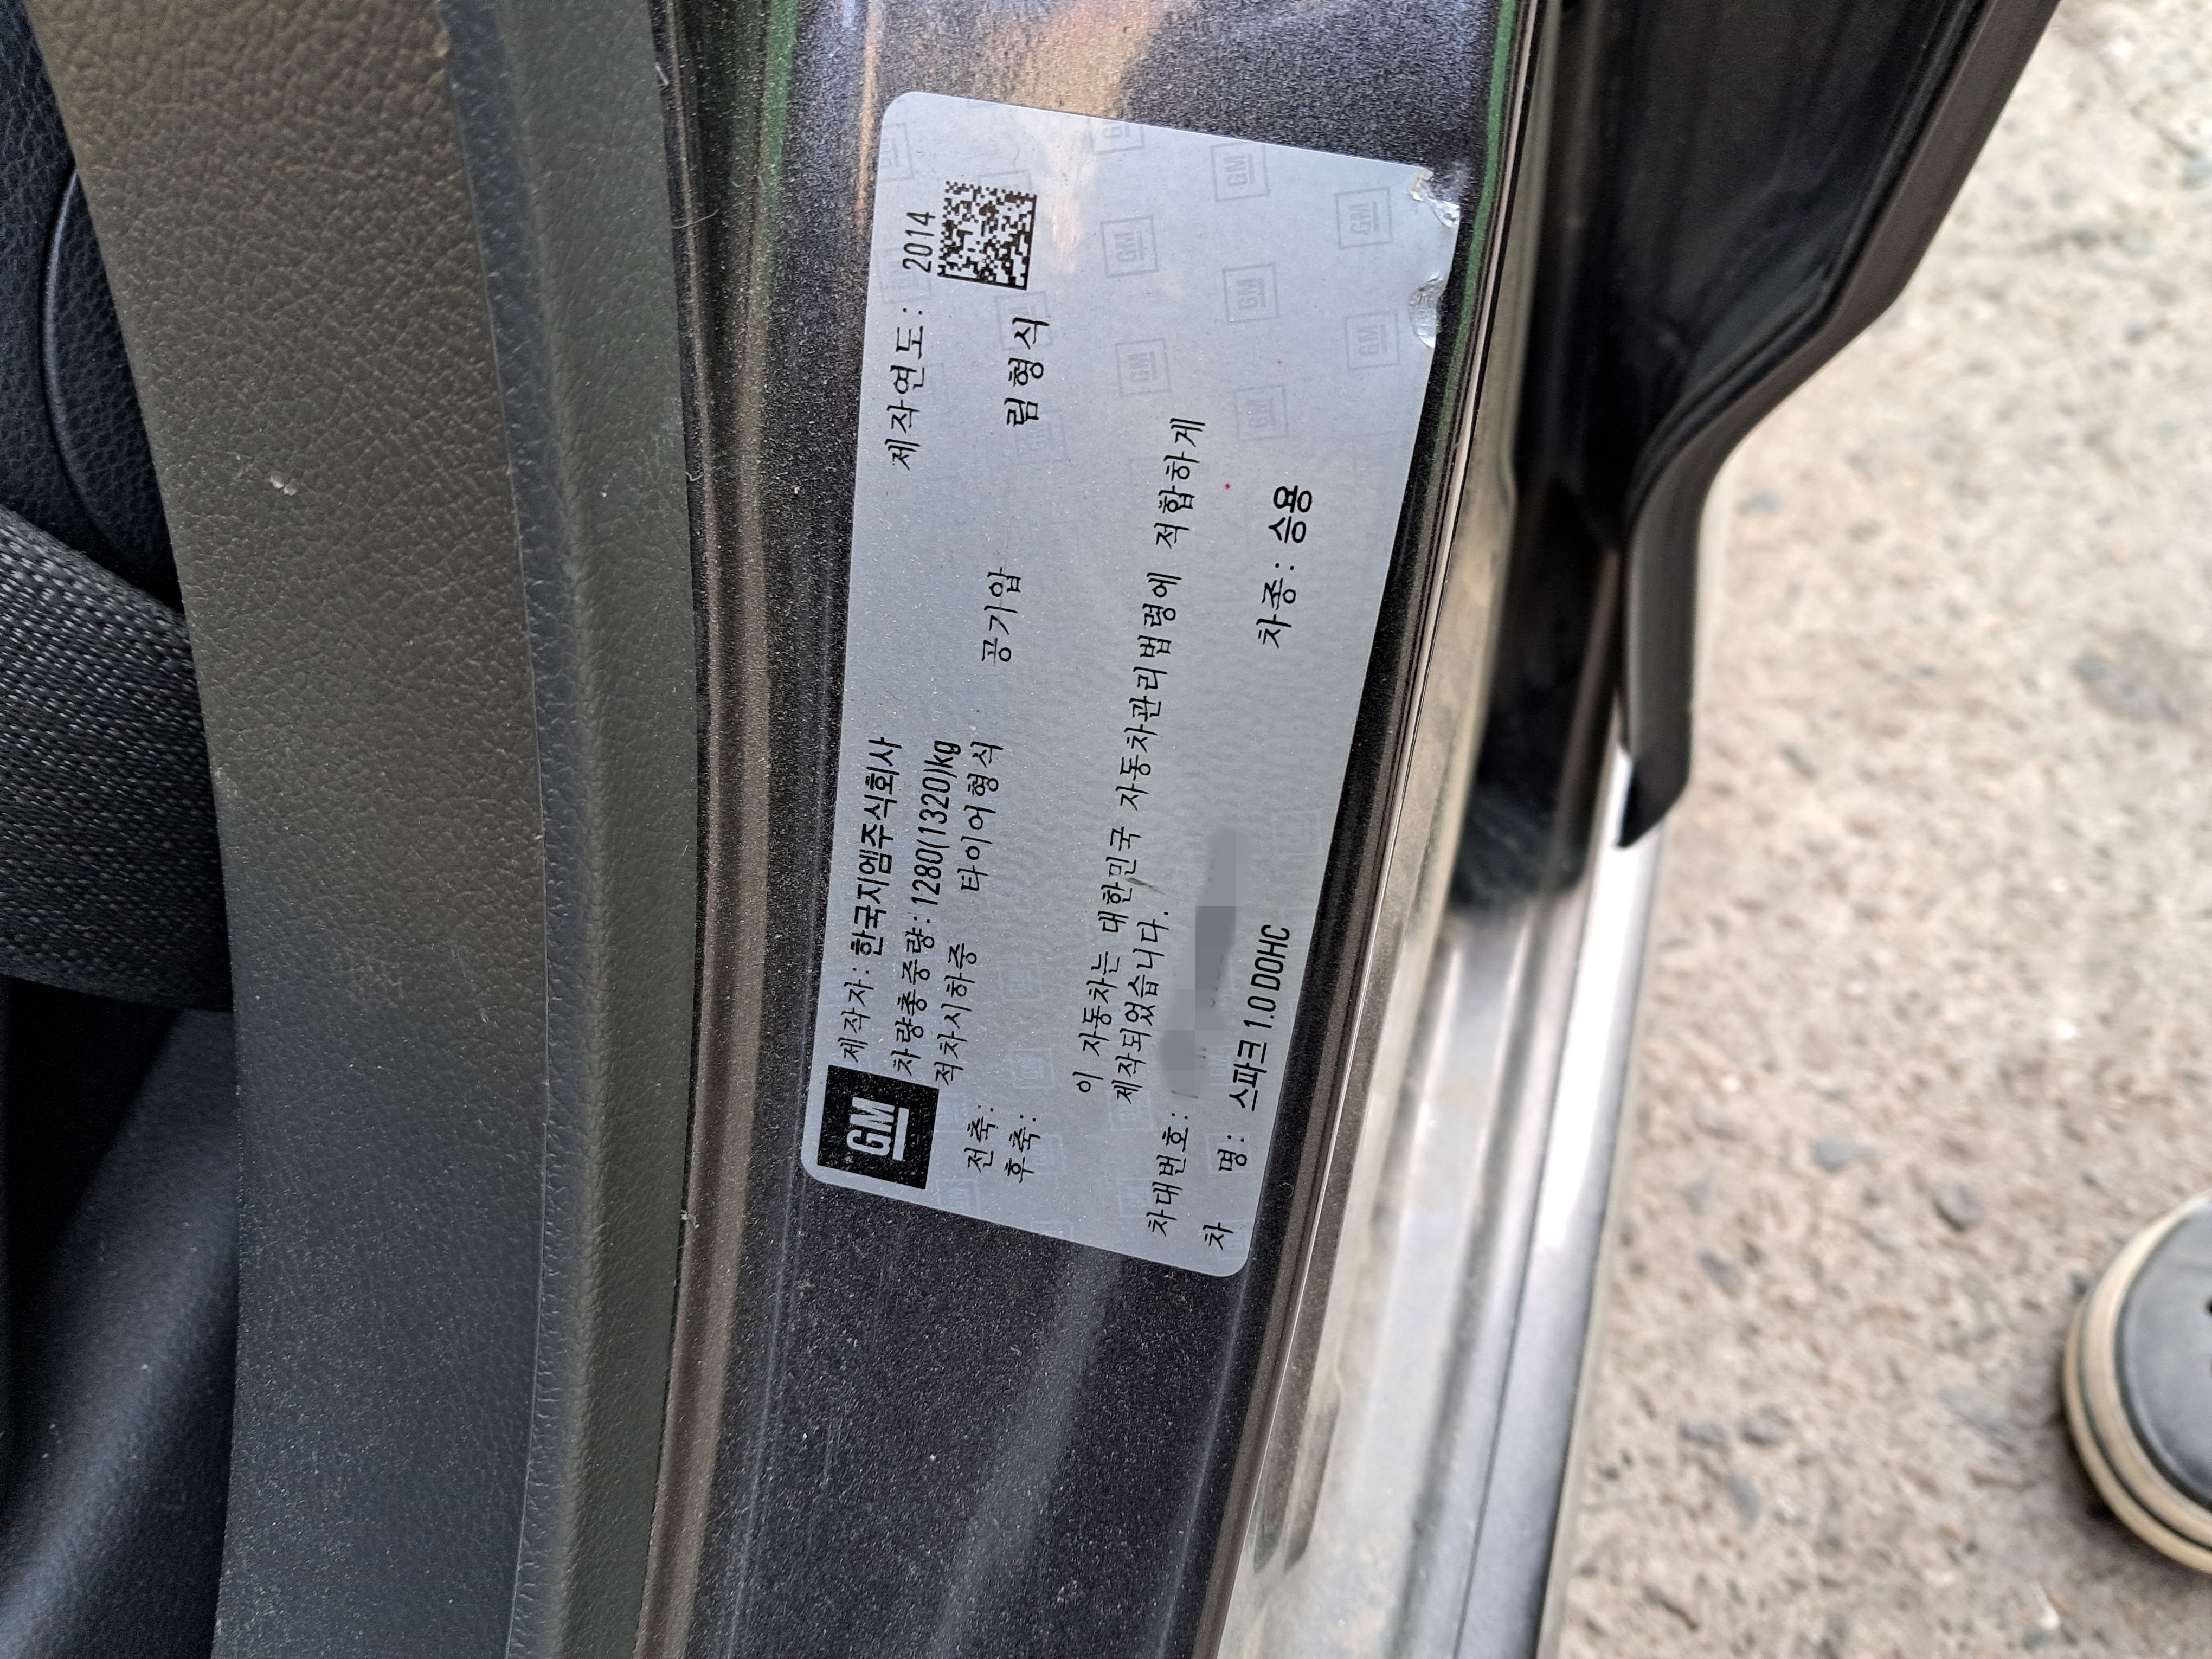 GM
제작자: 한국지엠주식회사 제작연도: 2014
차량총중량: 1280(1320)kg
적차시하중 타이어형식 공기압 림형식
전축:
후축:
이 자동차는 대한민국 자동차관리법령에 적합하게
제작되었습니다.
차대번호:
차 명: 스파크 1.0 DOHC 차종: 승용